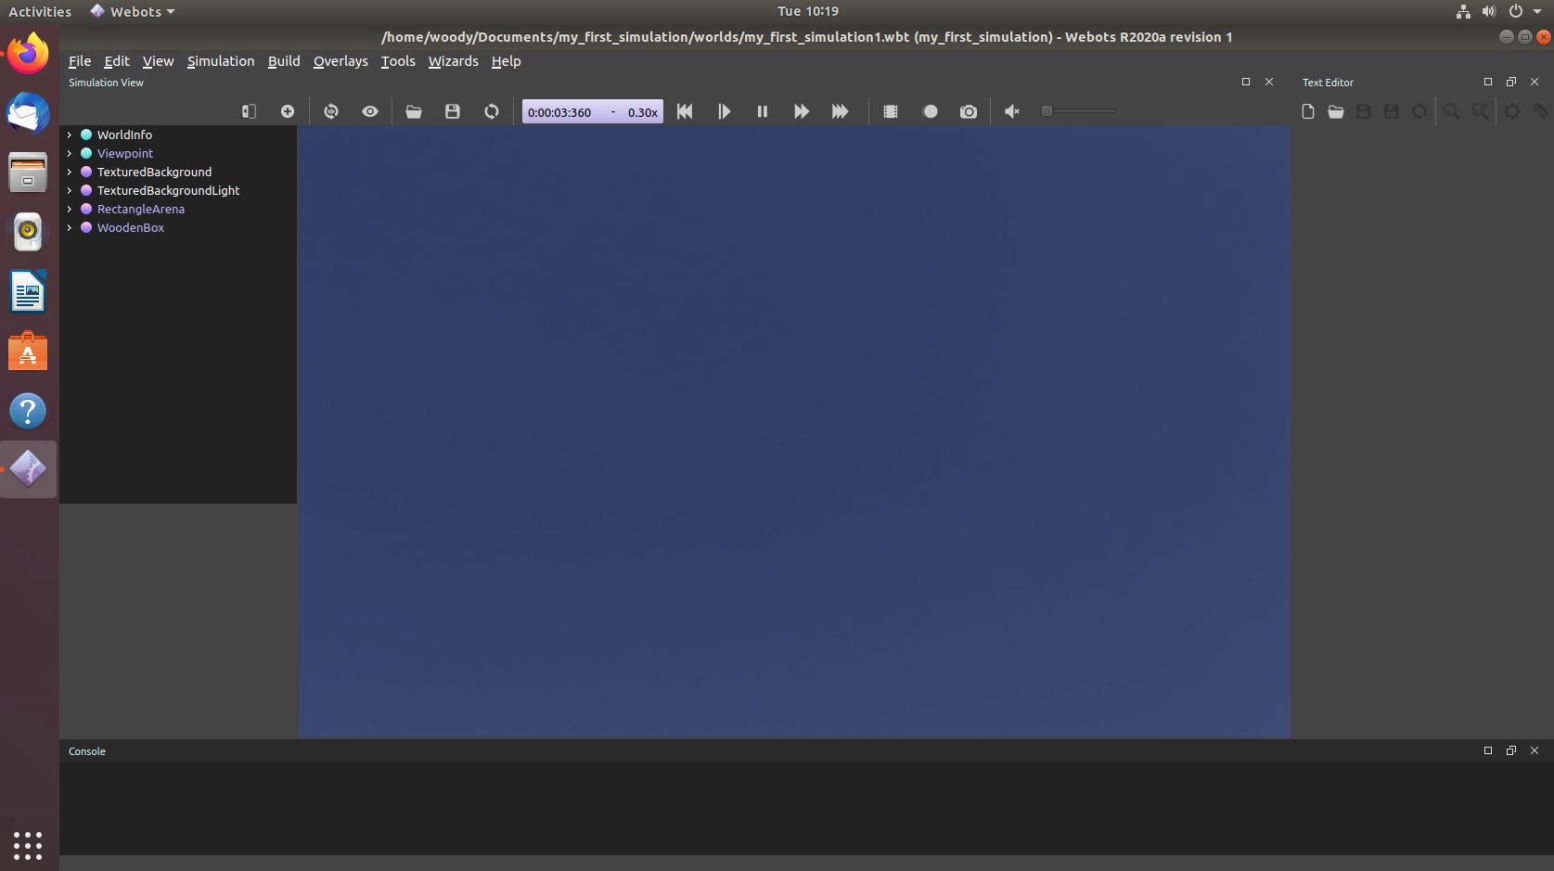 Activities Webots Tue 10:19
/home/woody/Documents/my_first_simulation/worlds/my_first_simulation1.wbt (my_first_simulation) - Webots R2020a revision 1
File Edit View Simulation Build Overlays Tools Wizards Help
Simulation View Text Editor
0:00:03:360 - 0.30x
WorldInfo
Viewpoint
TexturedBackground
TexturedBackgroundLight
RectangleArena
WoodenBox
Console